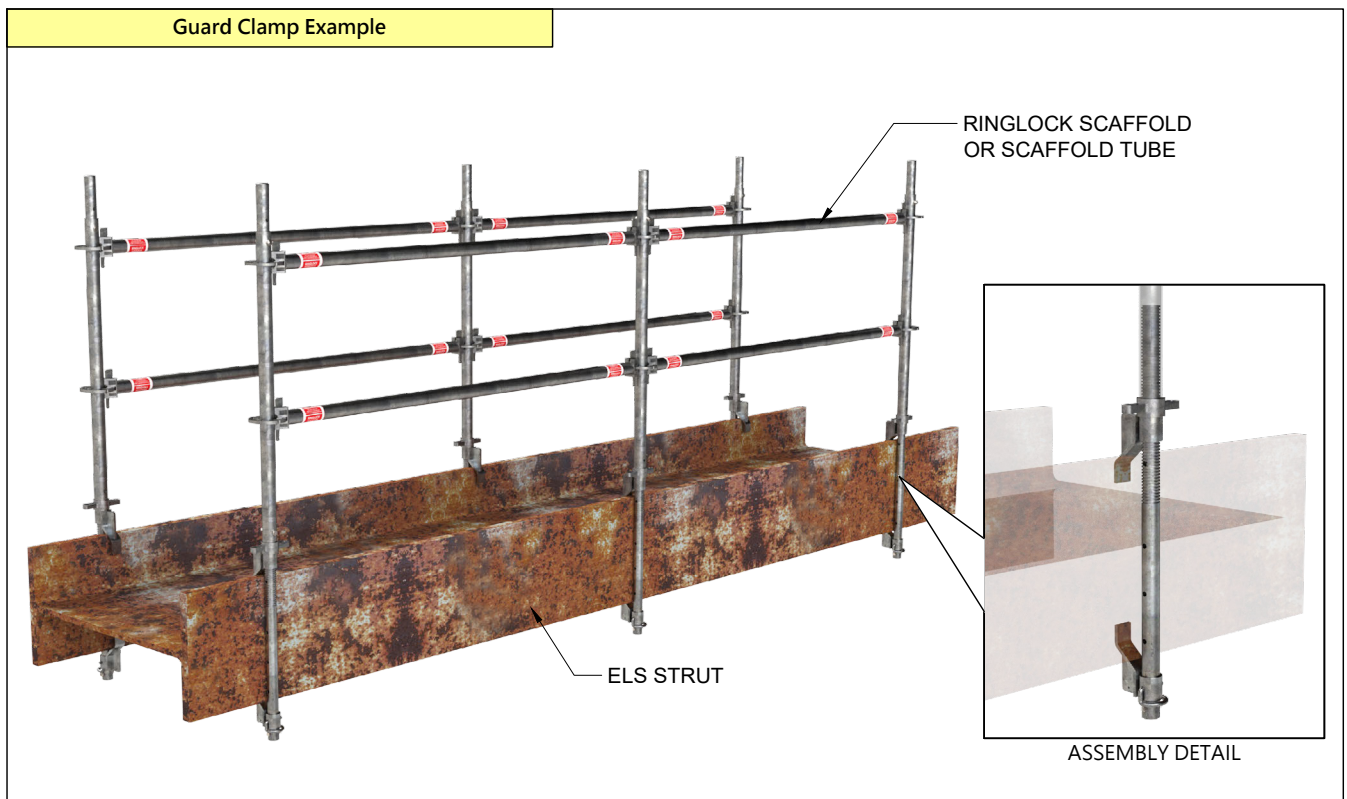 Guard Clamp Example
RINGLOCK SCAFFOLD
OR SCAFFOLD TUBE
ELS STRUT
ASSEMBLY DETAIL